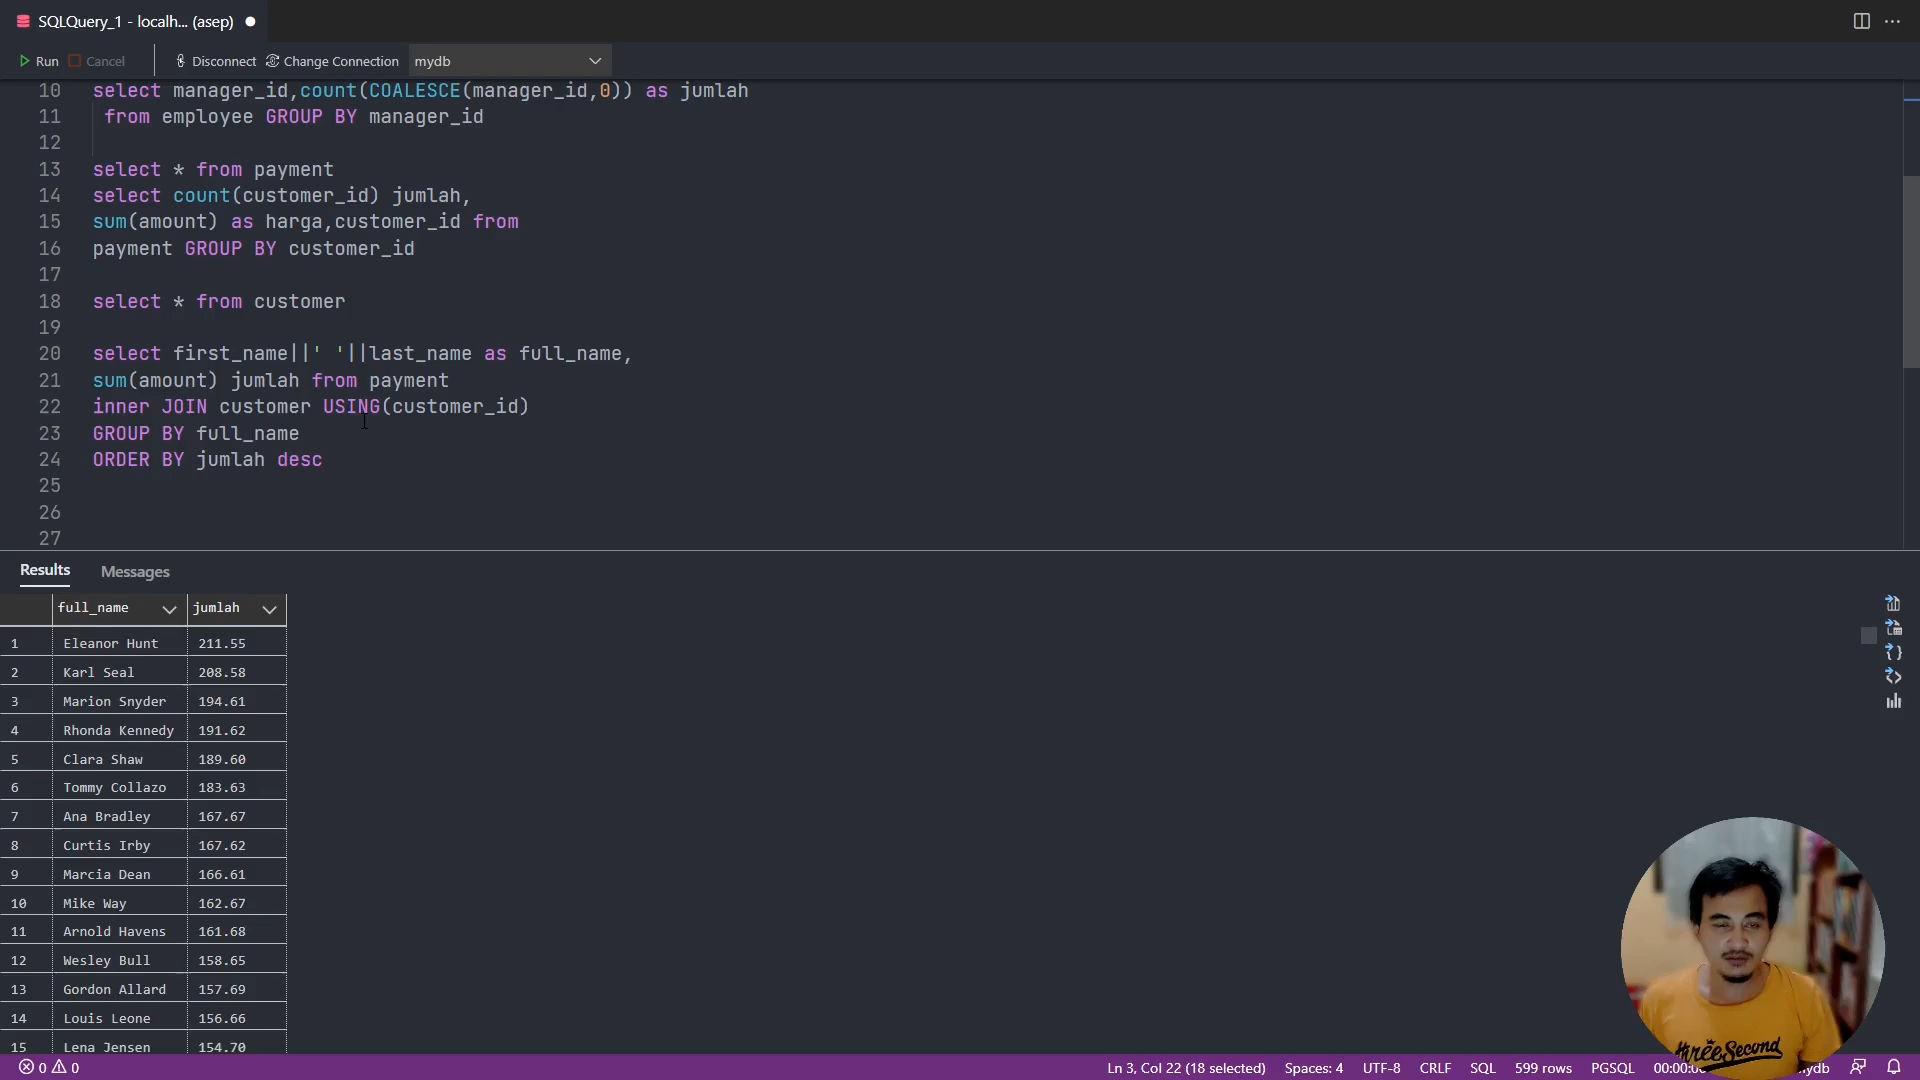 SQLQuery_1 - localh... (asep)
Run Cancel Disconnect Change Connection mydb
10 select manager_id,count(COALESCE(manager_id,0)) as jumlah
11 from employee GROUP BY manager_id
12
13 select * from payment
14 select count(customer_id) jumlah,
15 sum(amount) as harga,customer_id from
16 payment GROUP BY customer_id
17
18 select * from customer
19
20 select first_name||' '||last_name as full_name,
21 sum(amount) jumlah from payment
22 inner JOIN customer USING(customer_id)
23 GROUP BY full_name
24 ORDER BY jumlah desc
25
26
27
Results Messages
full_name jumlah
1 Eleanor Hunt 211.55
2 Karl Seal 208.58
3 Marion Snyder 194.61
4 Rhonda Kennedy 191.62
5 Clara Shaw 189.60
6 Tommy Collazo 183.63
7 Ana Bradley 167.67
8 Curtis Irby 167.62
9 Marcia Dean 166.61
10 Mike Way 162.67
11 Arnold Havens 161.68
12 Wesley Bull 158.65
13 Gordon Allard 157.69
14 Louis Leone 156.66
15 Lena Jensen 154.70
threeSecond
0 0 Ln 3, Col 22 (18 selected) Spaces: 4 UTF-8 CRLF SQL 599 rows PGSQL